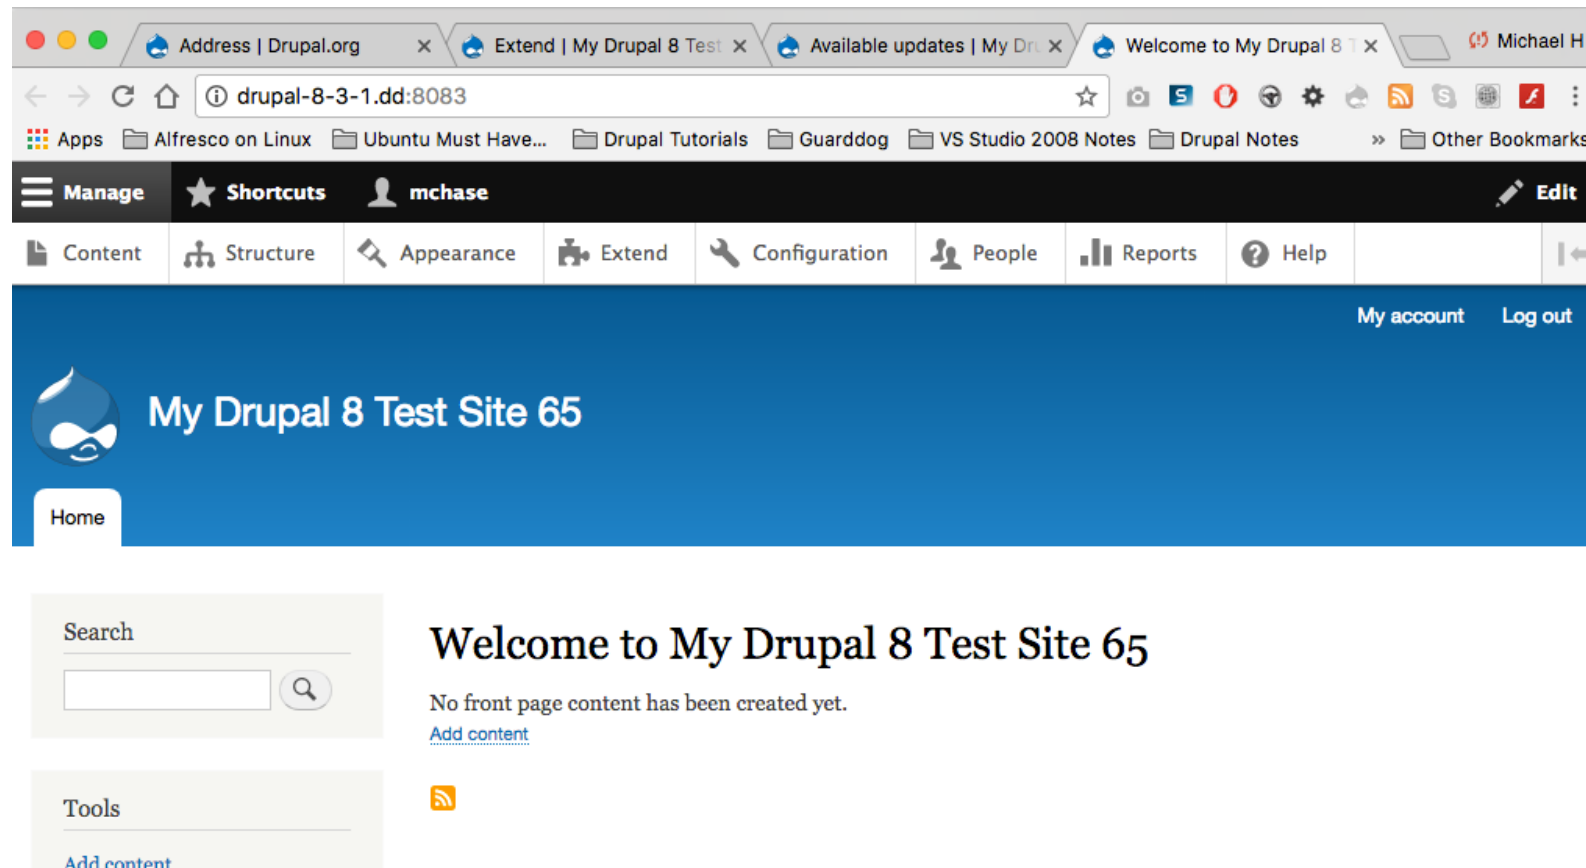 Address | Drupal.org Extend | My Drupal 8 Test Available updates | My Dru Welcome to My Drupal 8 T Michael H
drupal-8-3-1.dd:8083
Apps Alfresco on Linux Ubuntu Must Have... Drupal Tutorials Guarddog VS Studio 2008 Notes Drupal Notes » Other Bookmarks
Manage Shortcuts mchase Edit
Content Structure Appearance Extend Configuration People Reports Help
My account Log out
My Drupal 8 Test Site 65
Home
Search
Welcome to My Drupal 8 Test Site 65
No front page content has been created yet.
Add content
Tools
Add content